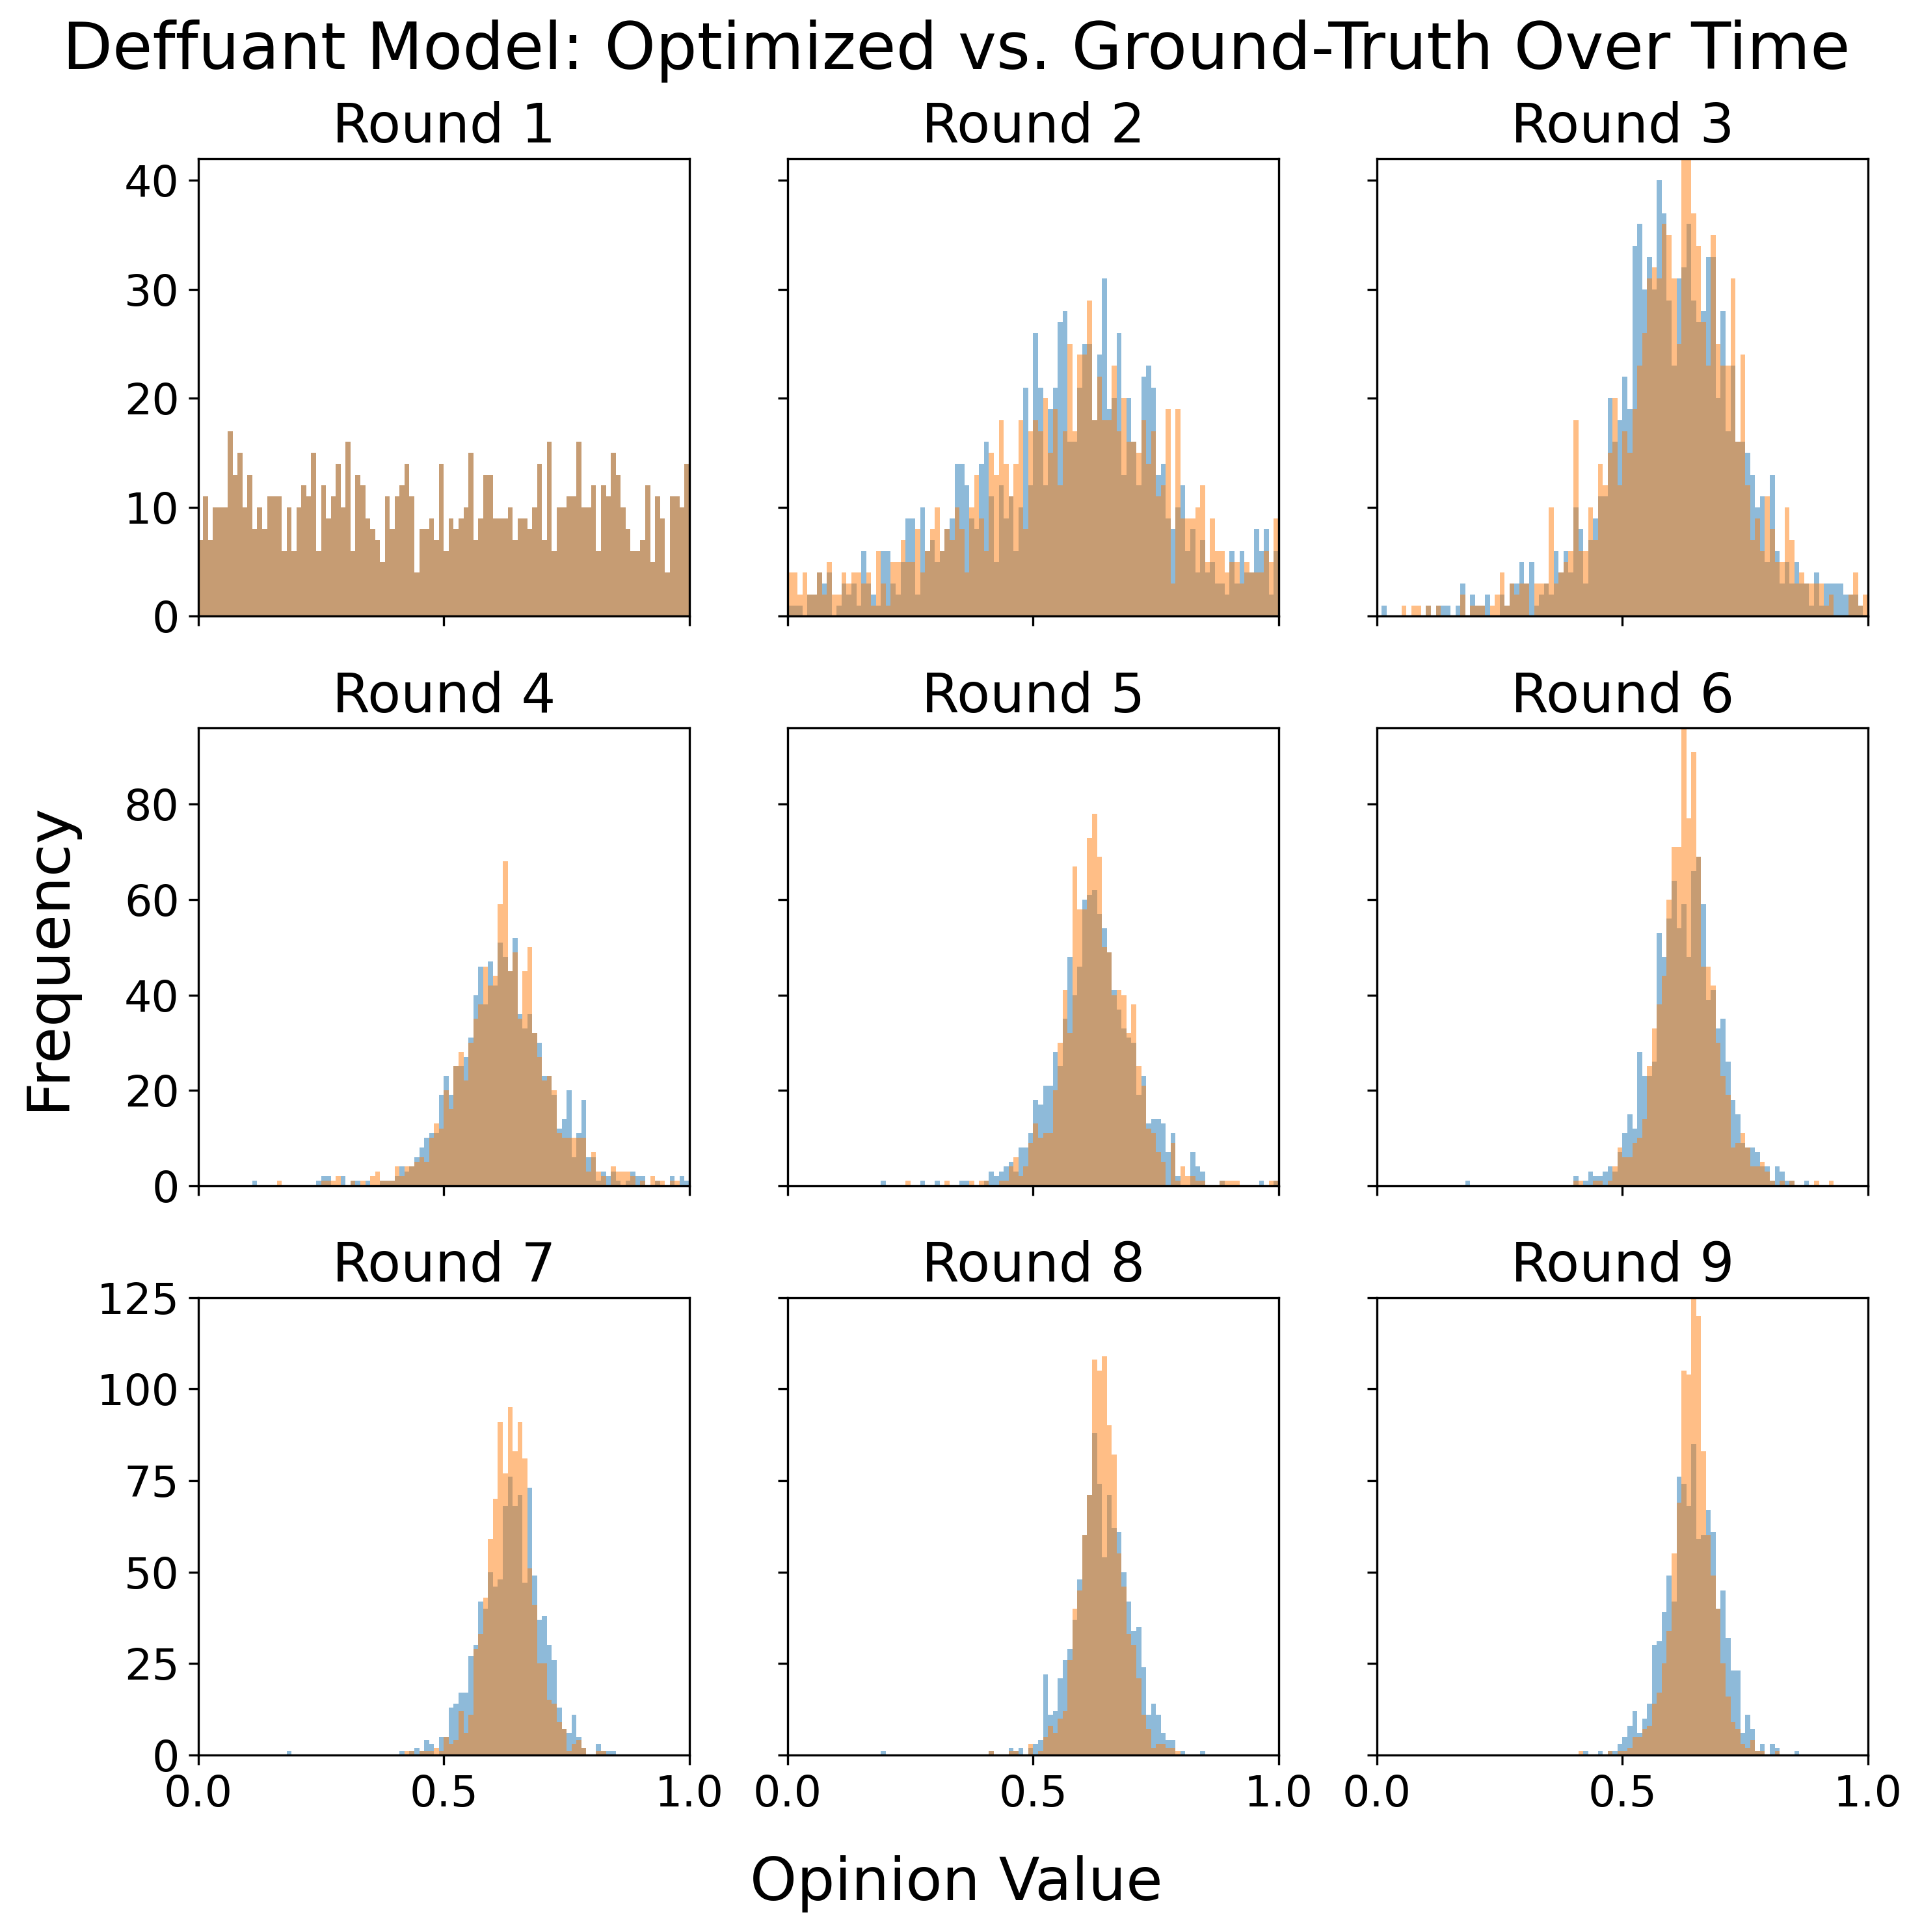 Deffuant Model: Optimized vs. Ground-Truth Over Time
Round 1
Round 2
Round 3
40
30
20
10
0
Round 4
Round 5
Round 6
80
60
40
20
0
Frequency
Round 7
Round 8
Round 9
125
100
75
50
25
0
0.0 0.5 1.0 0.0 0.5 1.0 0.0 0.5 1.0
Opinion Value